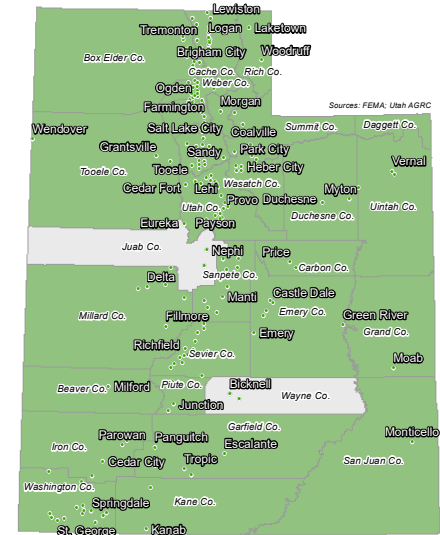 Lewiston
Tremonton Logan Laketown
Brigham City Woodruff
Box Elder Co.
Cache Co. Rich Co.
Weber Co.
Ogden
Morgan
Farmington
Sources: FEMA; Utah AGRC
Wendover Salt Lake City Coalville Summit Co. Daggett Co.
Grantsville Sandy Park City
Tooele Heber City Vernal
Tooele Co.
Wasatch Co.
Cedar Fort Lehi Myton
Provo Duchesne
Utah Co. Duchesne Co. Uintah Co.
Eureka Payson
Juab Co. Nephi Price
Carbon Co.
Delta Sanpete Co.
Manti Castle Dale
Millard Co. Fillmore Emery Co. Green River
Emery Grand Co.
Richfield
Sevier Co.
Moab
Beaver Co. Milford Piute Co. Bicknell
Wayne Co.
Junction
Garfield Co.
Parowan Panguitch Monticello
Iron Co. Escalante
Cedar City Tropic San Juan Co.
Washington Co.
Springdale Kane Co.
St. George Kanab